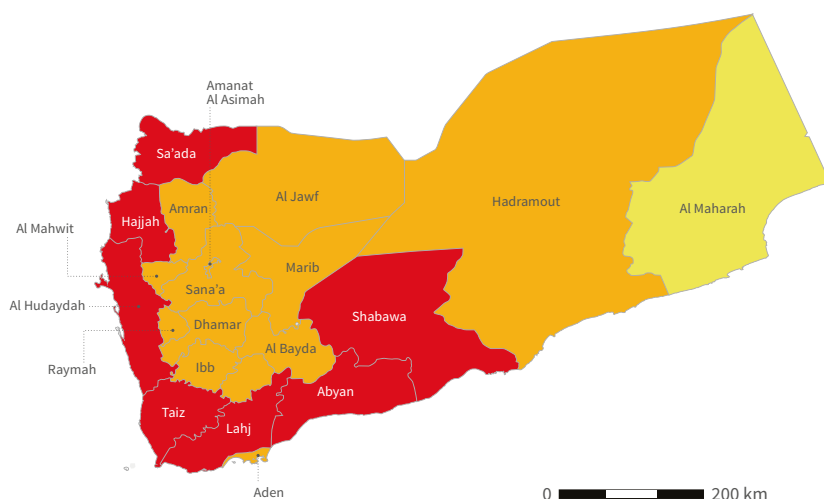 Amanat
Al Asimah
Sa’ada
Al Jawf
Hadramout
Amran
Al Maharah
Hajjah
Al Mahwit
Marib
Sana’a
Al Hudaydah
Shabawa
Dhamar
Al Bayda
Raymah
Ibb
Abyan
Taiz
Lahj
Aden
0 200 km